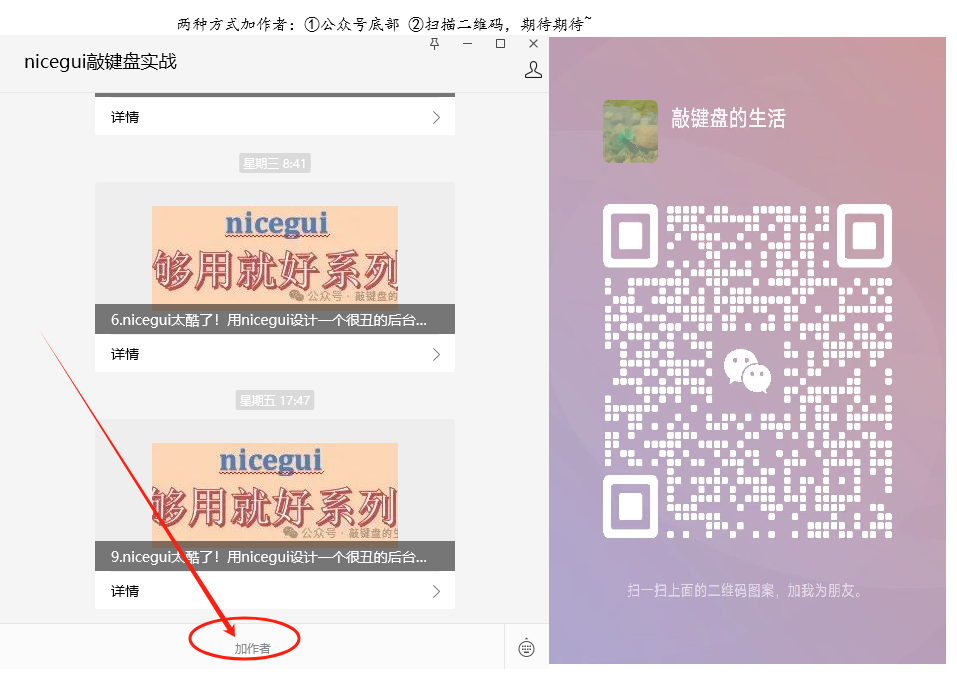 两种方式加作者：①公众号底部 ②扫描二维码，期待期待~
nicegui敲键盘实战
详情
星期三 8:41
nicegui
够用就好系列
公众号 · 敲键盘的
6.nicegui太酷了！用nicegui设计一个很丑的后台...
详情
星期五 17:47
nicegui
够用就好系列
公众号 · 敲键盘的生
9.nicegui太酷了！用nicegui设计一个很丑的后台...
详情
加作者
敲键盘的生活
扫一扫上面的二维码图案，加我为朋友。